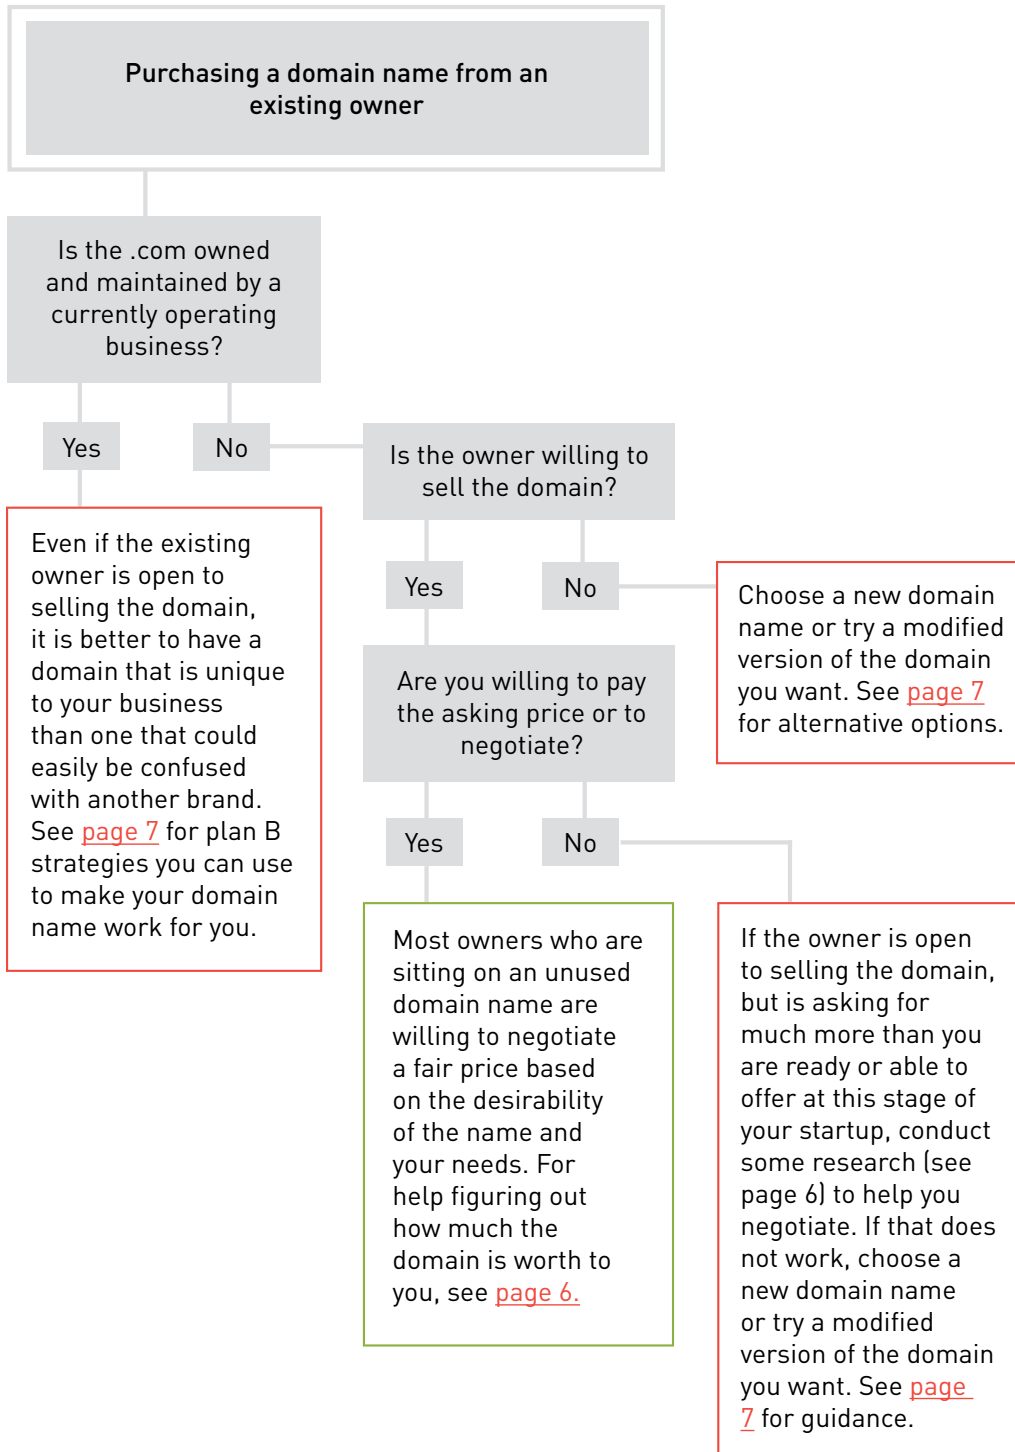 Purchasing a domain name from an
existing owner
Is the .com owned
and maintained by a
currently operating
business?
Yes
No
Is the owner willing to
sell the domain?
Even if the existing
owner is open to
selling the domain,
it is better to have a
domain that is unique
to your business
than one that could
easily be confused
with another brand.
See page 7 for plan B
strategies you can use
to make your domain
name work for you.
Yes
No
Choose a new domain
name or try a modified
version of the domain
you want. See page 7
for alternative options.
Are you willing to pay
the asking price or to
negotiate?
Yes
No
Most owners who are
sitting on an unused
domain name are
willing to negotiate
a fair price based
on the desirability
of the name and
your needs. For
help figuring out
how much the
domain is worth to
you, see page 6.
If the owner is open
to selling the domain,
but is asking for
much more than you
are ready or able to
offer at this stage of
your startup, conduct
some research (see
page 6) to help you
negotiate. If that does
not work, choose a
new domain name
or try a modified
version of the domain
you want. See page
7 for guidance.